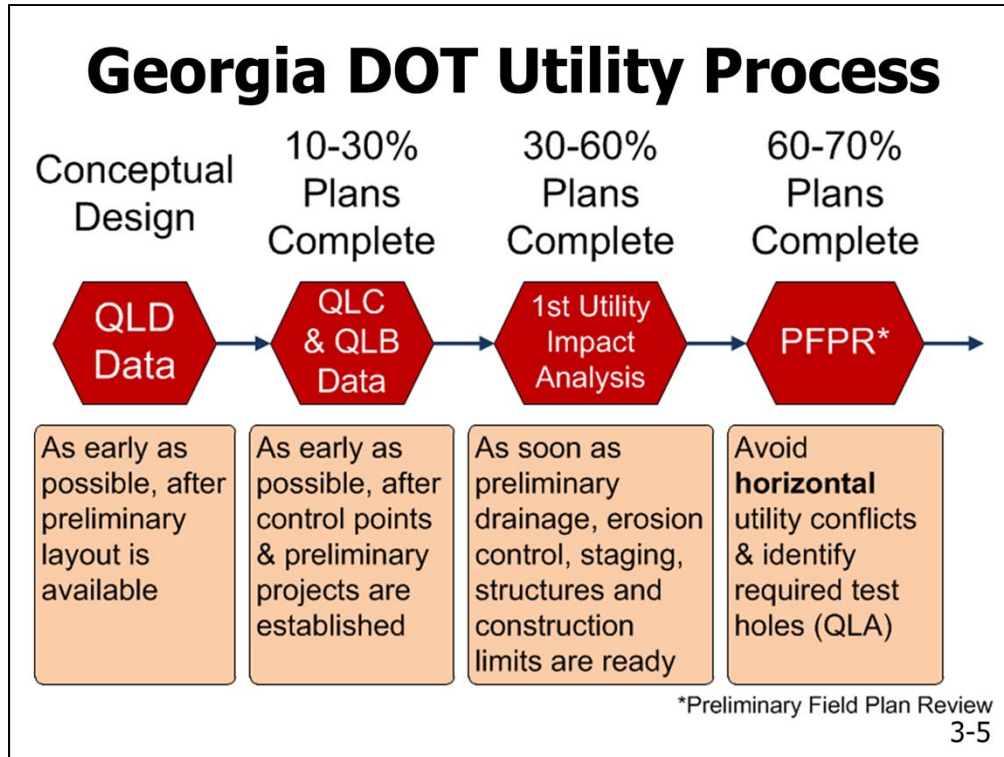 Georgia DOT Utility Process
Conceptual
Design
10-30%
Plans
Complete
30-60%
Plans
Complete
60-70%
Plans
Complete
QLD
Data
QLC
& QLB
Data
1st Utility
Impact
Analysis
PFPR*
As early as
possible, after
preliminary
layout is
available
As early as
possible, after
control points
& preliminary
projects are
established
As soon as
preliminary
drainage, erosion
control, staging,
structures and
construction
limits are ready
Avoid
horizontal
utility conflicts
& identify
required test
holes (QLA)
*Preliminary Field Plan Review
3-5